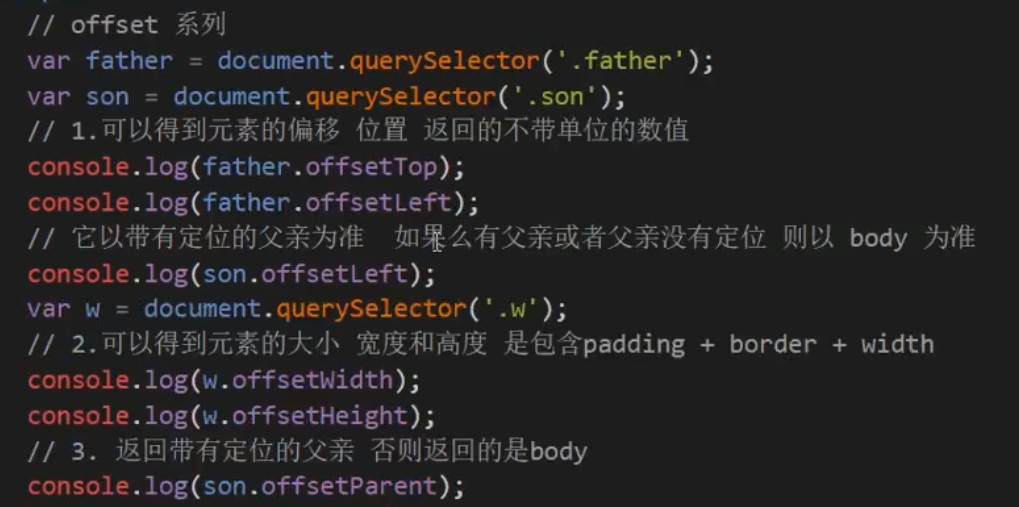 // offset 系列
var father = document.querySelector('.father');
var son = document.querySelector('.son');
// 1.可以得到元素的偏移 位置 返回的不带单位的数值
console.log(father.offsetTop);
console.log(father.offsetLeft);
// 它以带有定位的父亲为准  如果么有父亲或者父亲没有定位 则以 body 为准
console.log(son.offsetLeft);
var w = document.querySelector('.w');
// 2.可以得到元素的大小 宽度和高度 是包含padding + border + width
console.log(w.offsetWidth);
console.log(w.offsetHeight);
// 3. 返回带有定位的父亲 否则返回的是body
console.log(son.offsetParent);